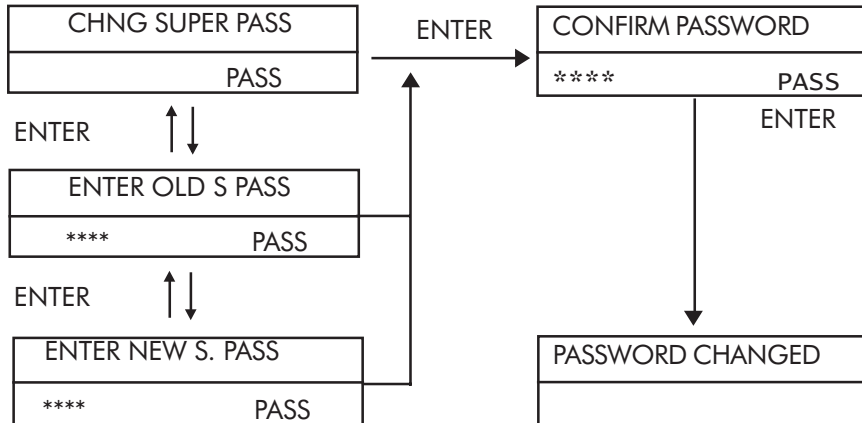 CHNG SUPER PASS
PASS
ENTER
CONFIRM PASSWORD
**** PASS
ENTER
ENTER
ENTER OLD S PASS
**** PASS
ENTER
ENTER NEW S. PASS
**** PASS
PASSWORD CHANGED